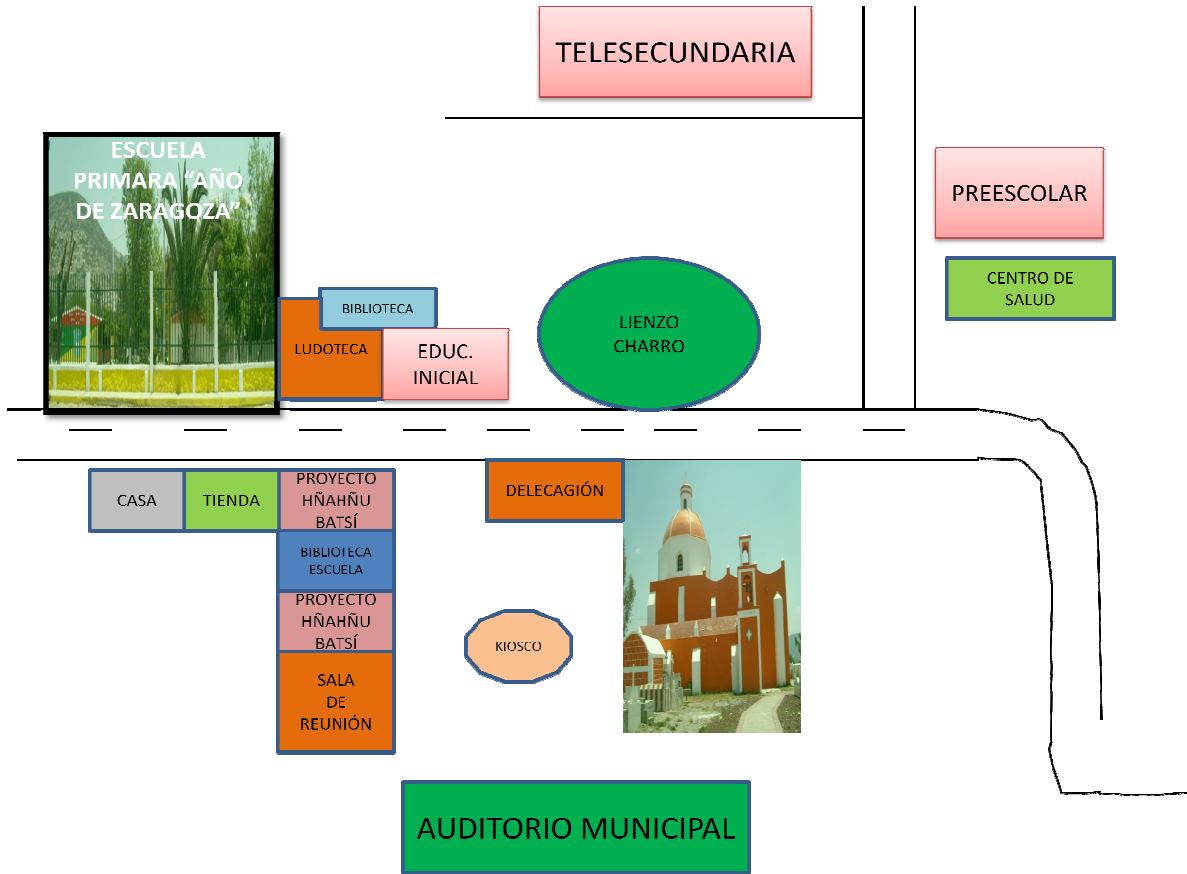 TELESECUNDARIA
ESCUELA
PRIMARA “AÑO
DE ZARAGOZA”
PREESCOLAR
CENTRO DE
SALUD
BIBLIOTECA
LUDOTECA
EDUC.
INICIAL
LIENZO
CHARRO
CASA
TIENDA
PROYECTO
HÑAHÑU
BATSÍ
DELECAGIÓN
BIBLIOTECA
ESCUELA
PROYECTO
HÑAHÑU
BATSÍ
KIOSCO
SALA
DE
REUNIÓN
AUDITORIO MUNICIPAL